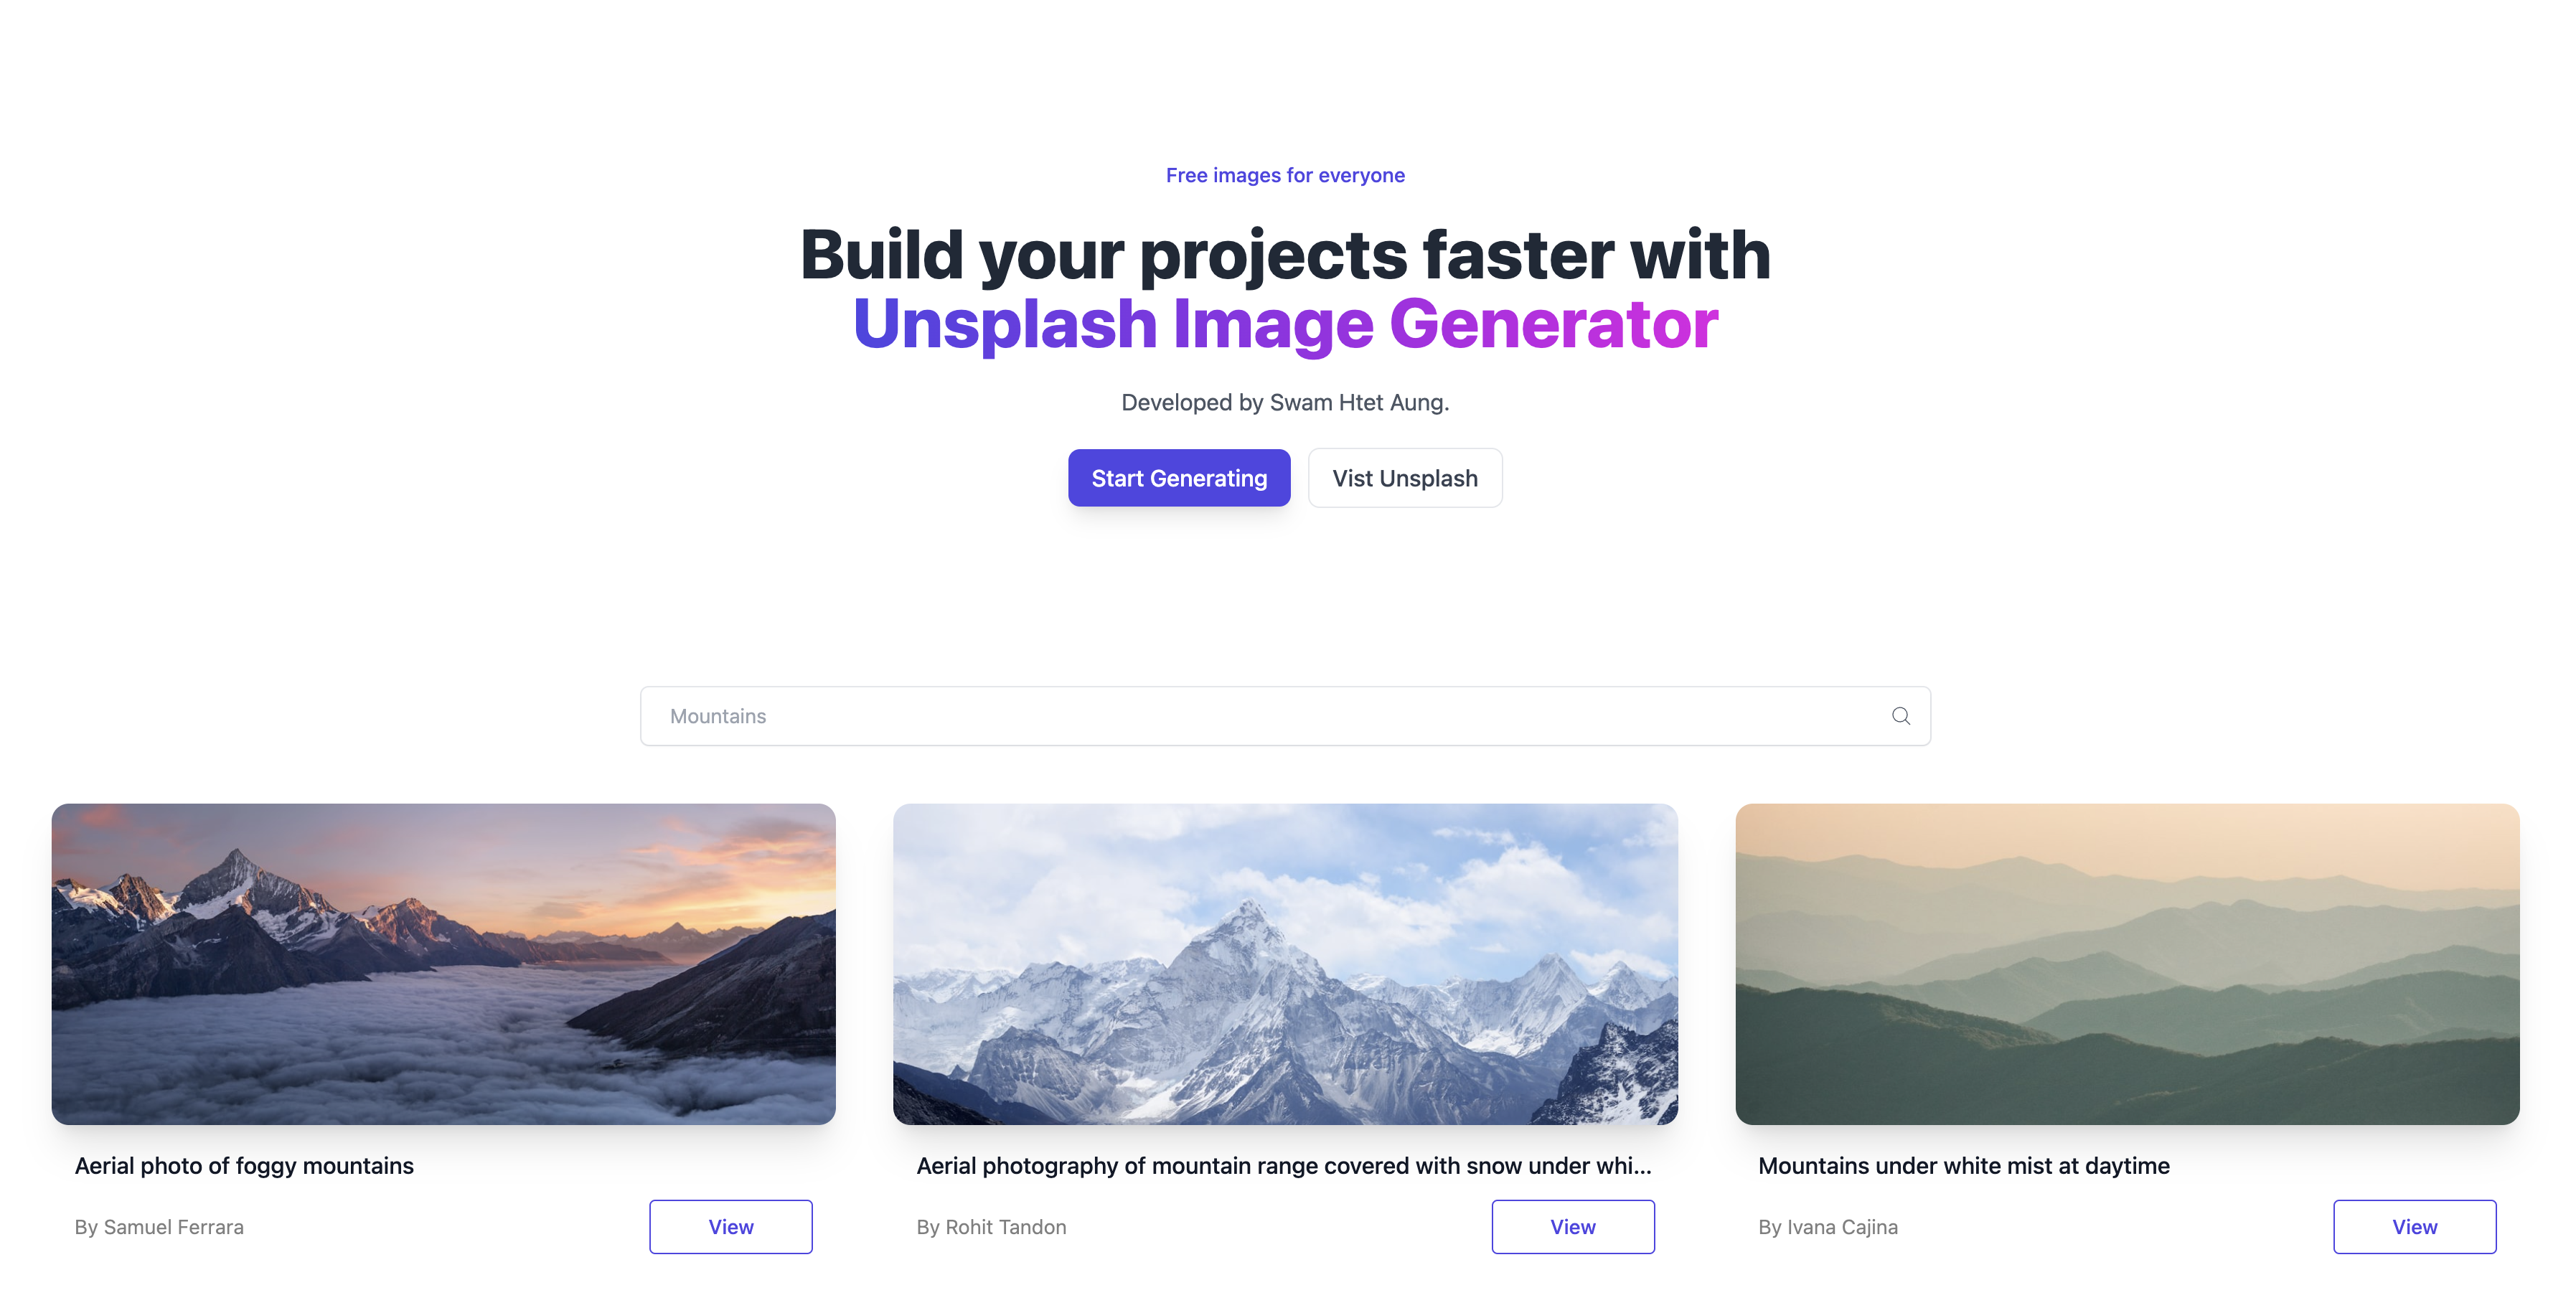 Free images for everyone
Build your projects faster with
Unsplash Image Generator
Developed by Swam Htet Aung.
Start Generating
Vist Unsplash
Mountains
Aerial photo of foggy mountains
By Samuel Ferrara
View
Aerial photography of mountain range covered with snow under whi...
By Rohit Tandon
View
Mountains under white mist at daytime
By Ivana Cajina
View